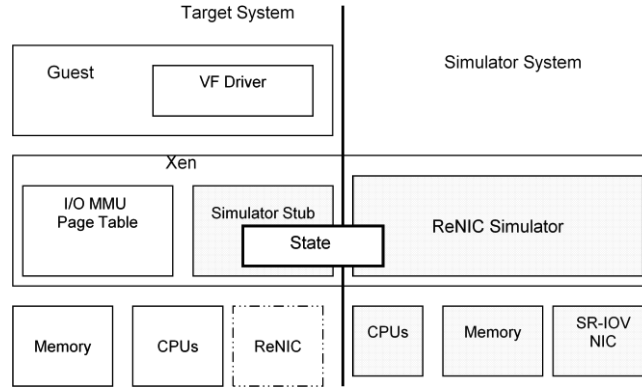 Target System
Simulator System
Guest
VF Driver
Xen
I/O MMU
Page Table
Simulator Stub
State
ReNIC Simulator
Memory
CPUs
ReNIC
CPUs
Memory
SR-IOV
NIC